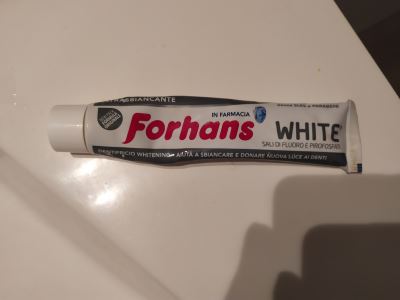 SBIANCANTE
IN FARMACIA
Forhans
WHITE
SALI DI FLUORO E PIROFOSFATI
DENTIFRICIO WHITENING - AIUTA A SBIANCARE E DONARE NUOVA LUCE AI DENTI